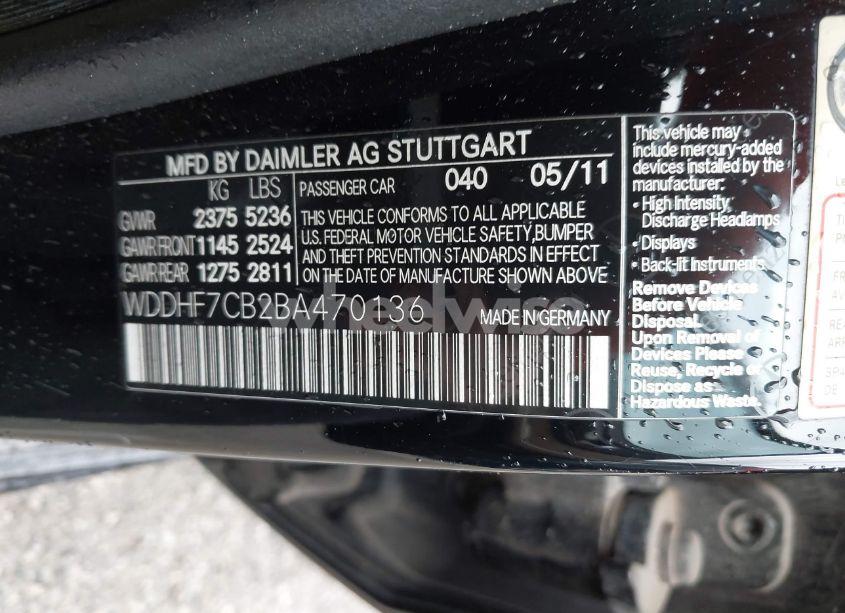 MFD BY DAIMLER AG STUTTGART
KG LBS
GVWR 2375 5236
GAWR FRONT 1145 2524
GAWR REAR 1275 2811
PASSENGER CAR 040 05/11
THIS VEHICLE CONFORMS TO ALL APPLICABLE
U.S. FEDERAL MOTOR VEHICLE SAFETY,BUMPER
AND THEFT PREVENTION STANDARDS IN EFFECT
ON THE DATE OF MANUFACTURE SHOWN ABOVE
WDDHF7CB2BA470136 MADE IN GERMANY
wheelwise
This vehicle may
include mercury-added
devices installed by the
manufacturer:
• High Intensity,
Discharge Headlamps
• Displays
• Back-lit Instruments
Remove Devices
Before Vehicle
Disposal.
Upon Removal of
Devices Please
Reuse, Recycle or
Dispose as
Hazardous Waste.